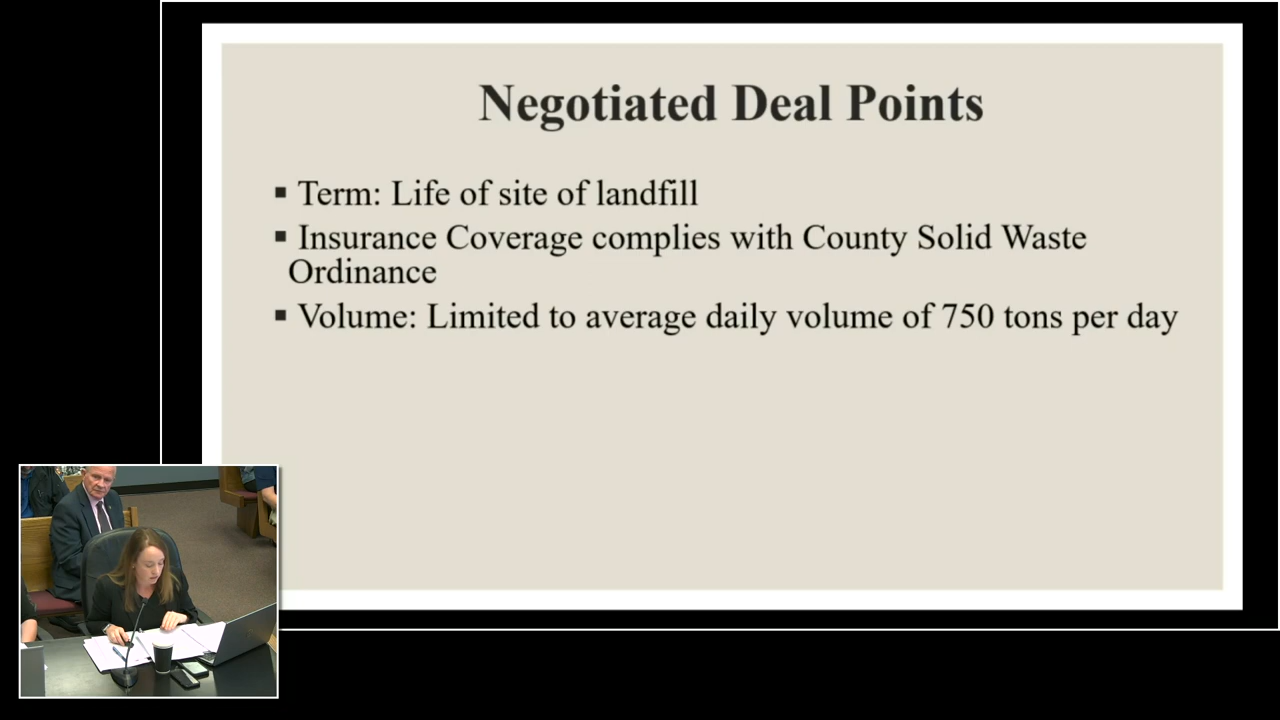 Negotiated Deal Points
▪ Term: Life of site of landfill
▪ Insurance Coverage complies with County Solid Waste
Ordinance
▪ Volume: Limited to average daily volume of 750 tons per day